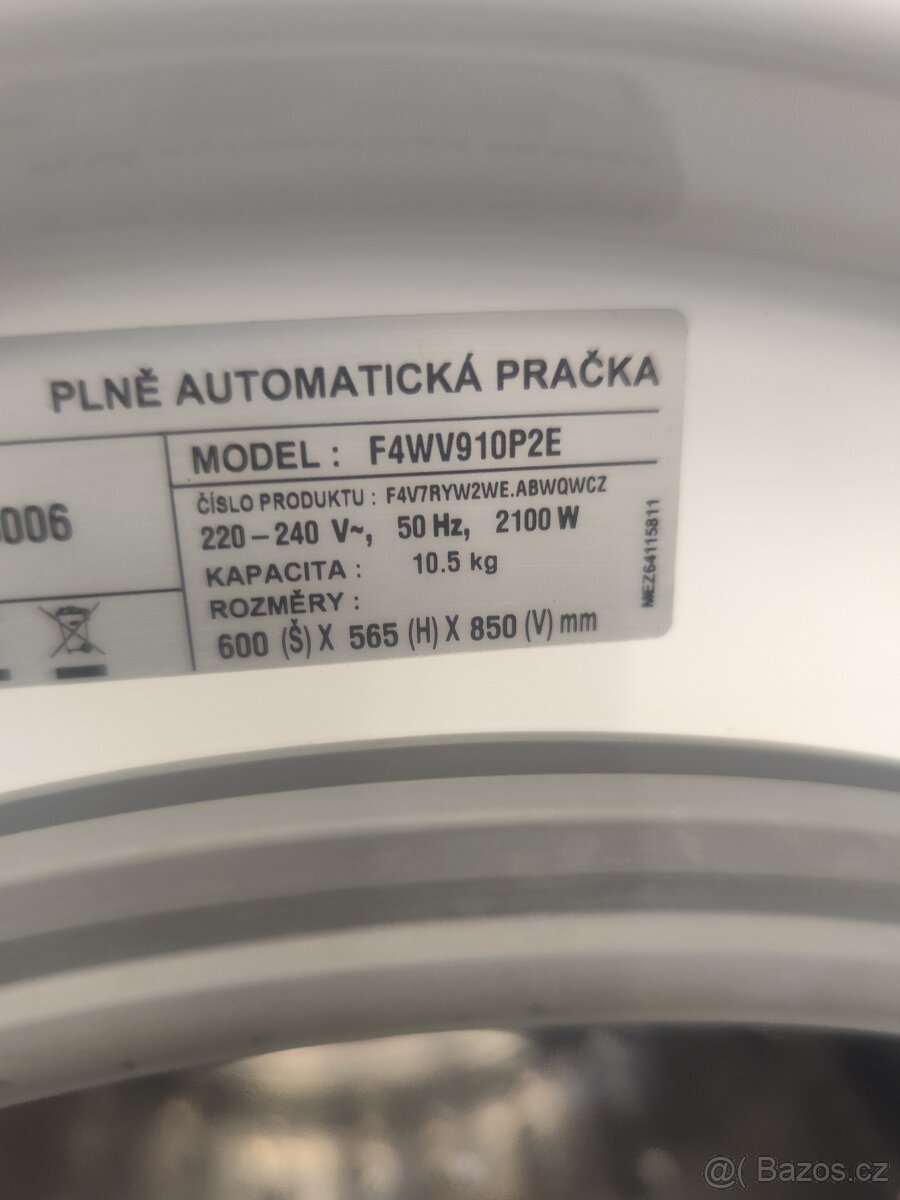 PLNĚ AUTOMATICKÁ PRAČKA
MODEL : F4WV910P2E
ČÍSLO PRODUKTU : F4V7RYW2WE.ABWQWCZ
006
220 – 240 V~, 50 Hz, 2100 W
KAPACITA : 10.5 kg
ROZMĚRY :
600 (Š) X 565 (H) X 850 (V) mm
MEZ64115811
@( Bazos.cz